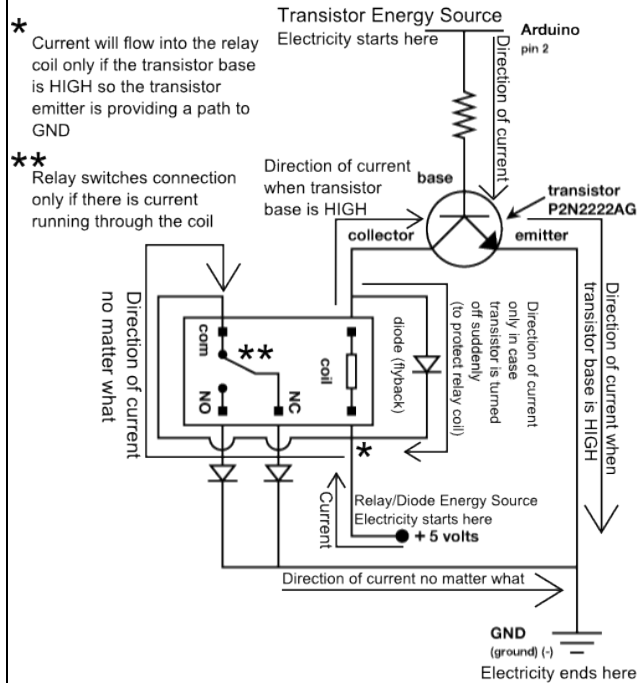 *
Current will flow into the relay
coil only if the transistor base
is HIGH so the transistor
emitter is providing a path to
GND
**
Relay switches connection
only if there is current
running through the coil
Transistor Energy Source
Electricity starts here
Arduino
pin 2
Direction of current
Direction of current
when transistor
base is HIGH
base
transistor
P2N2222AG
collector
emitter
Direction of current
no matter what
com
**
NO
NC
coil
diode (flyback)
Direction of current
only in case
transistor is turned
off suddenly
(to protect relay coil)
Direction of current when
transistor base is HIGH
*
Current
Relay/Diode Energy Source
Electricity starts here
+ 5 volts
Direction of current no matter what
GND
(ground) (-)
Electricity ends here